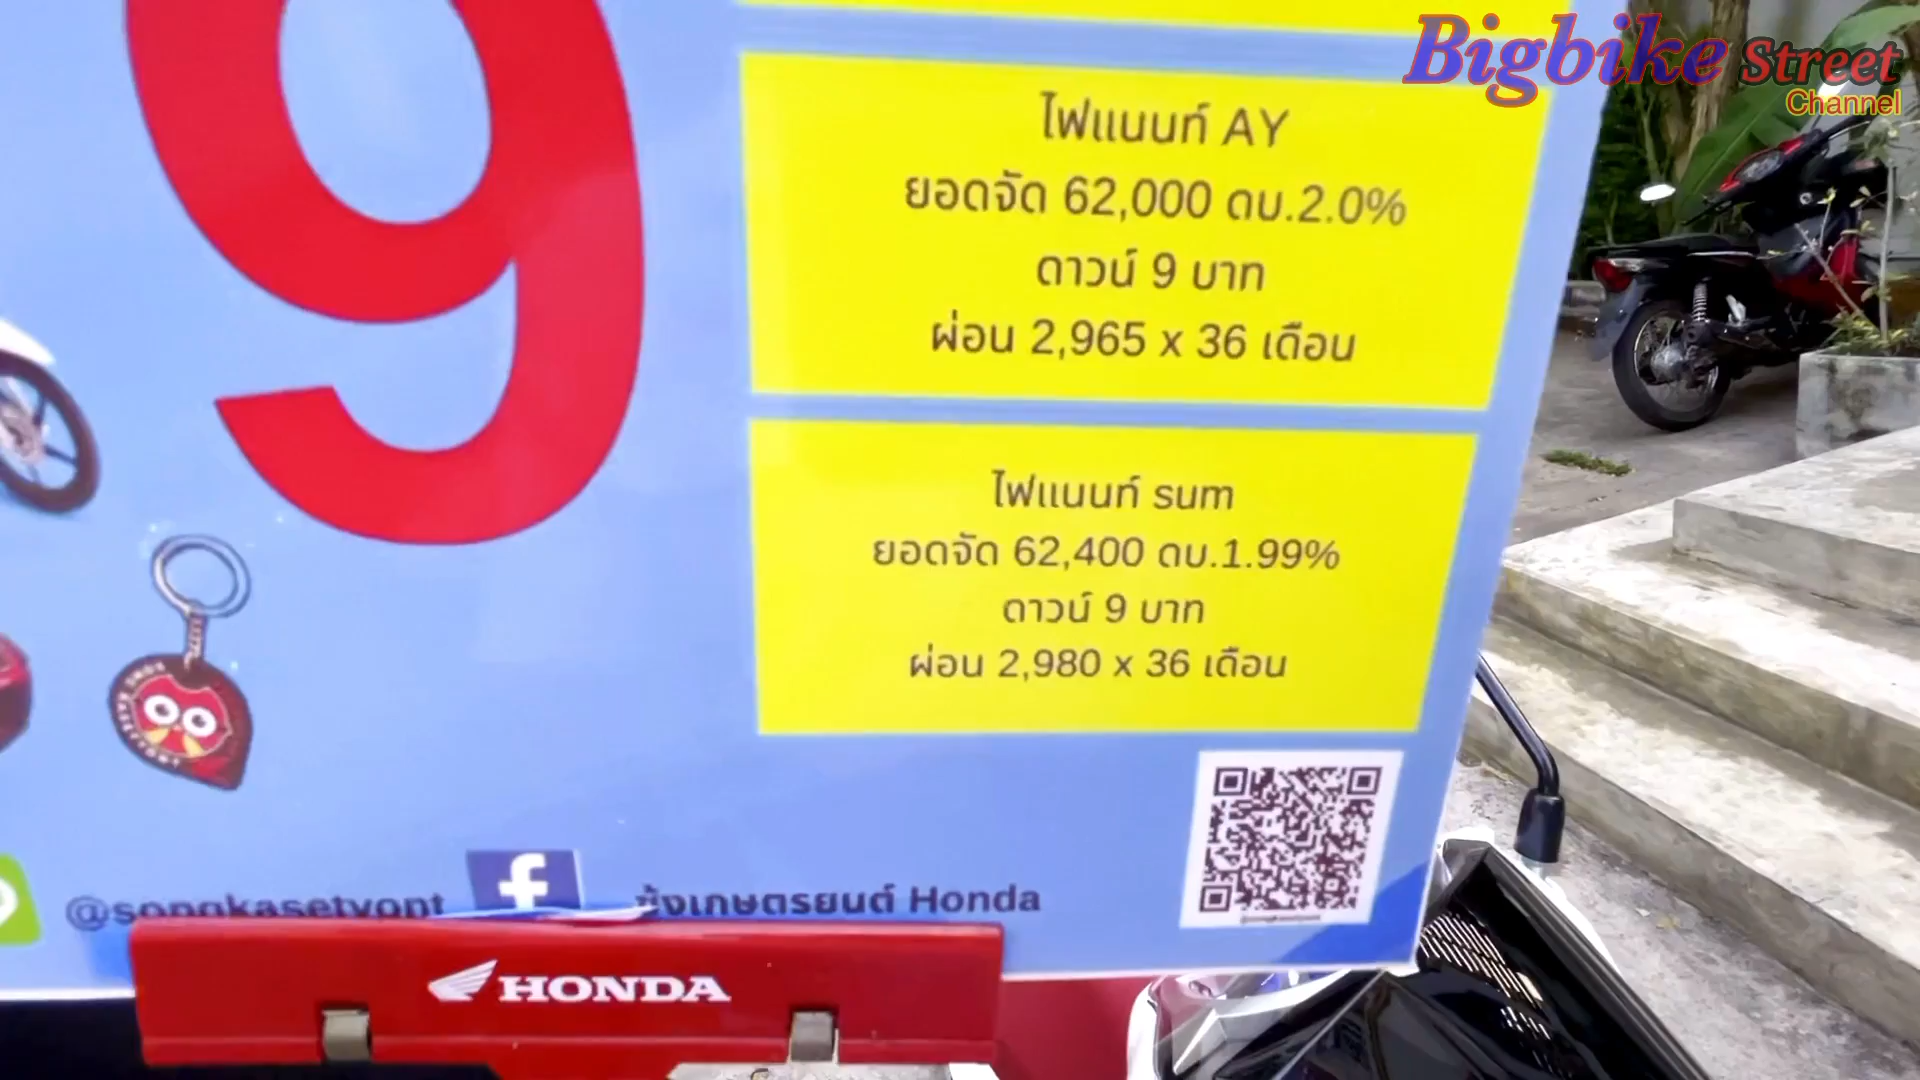 Bigbike Street
Channel
9
ไฟแนนท์ AY
ยอดจัด 62,000 ดบ.2.0%
ดาวน์ 9 บาท
ผ่อน 2,965 x 36 เดือน
ไฟแนนท์ sum
ยอดจัด 62,400 ดบ.1.99%
ดาวน์ 9 บาท
ผ่อน 2,980 x 36 เดือน
@songkasetyont
ซุ้งเกษตรยนต์ Honda
HONDA